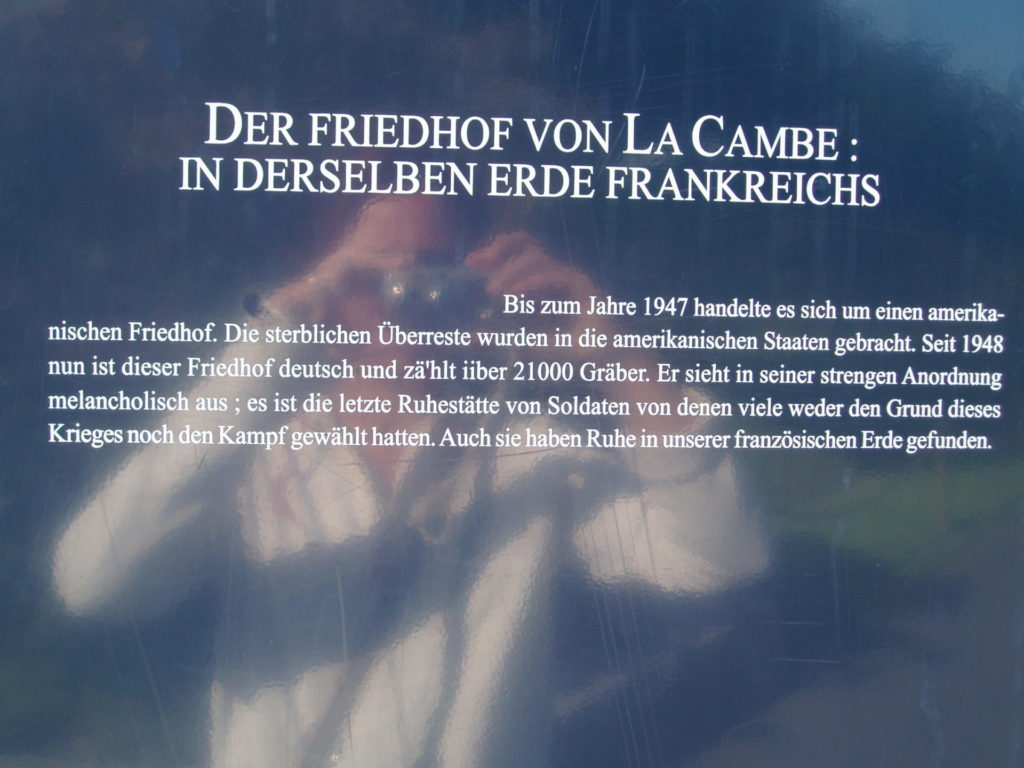 DER FRIEDHOF VON LA CAMBE :
IN DERSELBEN ERDE FRANKREICHS
Bis zum Jahre 1947 handelte es sich um einen amerika-
nischen Friedhof. Die sterblichen Überreste wurden in die amerikanischen Staaten gebracht. Seit 1948
nun ist dieser Friedhof deutsch und zä'hlt iiber 21000 Gräber. Er sieht in seiner strengen Anordnung
melancholisch aus ; es ist die letzte Ruhestätte von Soldaten von denen viele weder den Grund dieses
Krieges noch den Kampf gewählt hatten. Auch sie haben Ruhe in unserer französischen Erde gefunden.